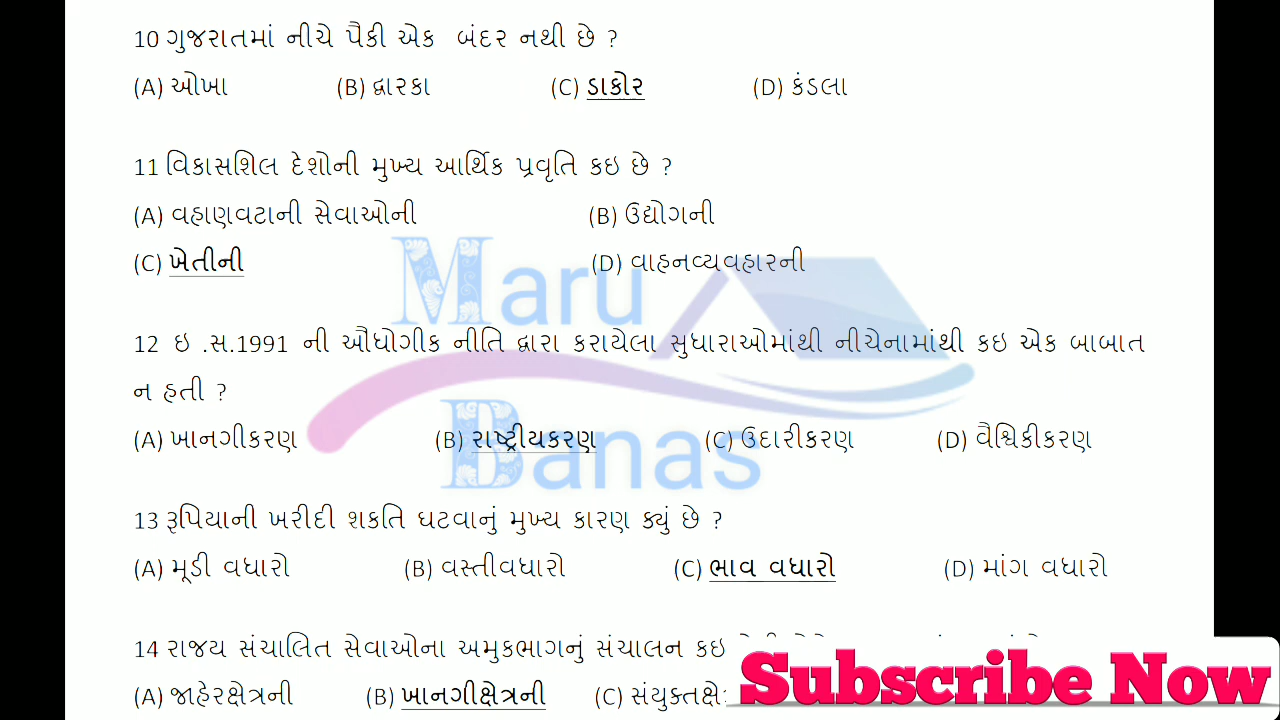 10 ગુજરાતમાં નીચે પૈકી એક બંદર નથી છે ?
(A) ઓખા (B) દ્વારકા (C) ડાકોર (D) કંડલા
11 વિકાસશિલ દેશોની મુખ્ય આર્થિક પ્રવૃતિ કઇ છે ?
(A) વહાણવટાની સેવાઓની (B) ઉદ્યોગની
(C) ખેતીની (D) વાહનવ્યવહારની
Maru
12 ઇ .સ.1991 ની ઔધોગીક નીતિ દ્વારા કરાયેલા સુધારાઓમાંથી નીચેનામાંથી કઇ એક બાબાત
ન હતી ?
(A) ખાનગીકરણ (B) રાષ્ટ્રીયકરણ (C) ઉદારીકરણ (D) વૈશ્વિકીકરણ
Banas
13 રૂપિયાની ખરીદી શકતિ ઘટવાનું મુખ્ય કારણ ક્યું છે ?
(A) મૂડી વધારો (B) વસ્તીવધારો (C) ભાવ વધારો (D) માંગ વધારો
14 રાજય સંચાલિત સેવાઓના અમુકભાગનું સંચાલન કઇ
(A) જાહેરક્ષેત્રની (B) ખાનગીક્ષેત્રની (C)
Subscribe Now